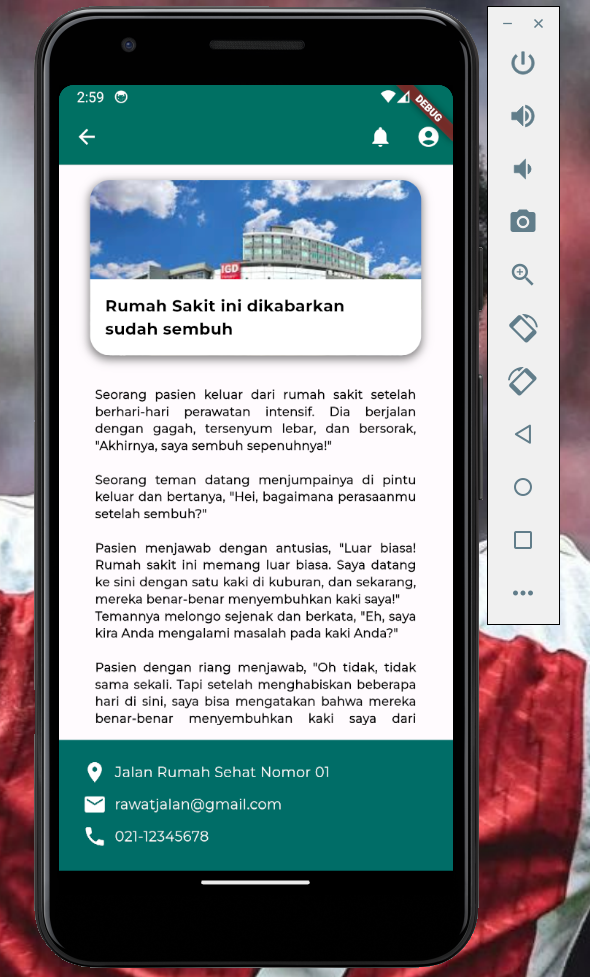 2:59
DEBUG
IGD
Rumah Sakit ini dikabarkan
sudah sembuh
Seorang pasien keluar dari rumah sakit setelah
berhari-hari perawatan intensif. Dia berjalan
dengan gagah, tersenyum lebar, dan bersorak,
"Akhirnya, saya sembuh sepenuhnya!"
Seorang teman datang menjumpainya di pintu
keluar dan bertanya, "Hei, bagaimana perasaanmu
setelah sembuh?"
Pasien menjawab dengan antusias, "Luar biasa!
Rumah sakit ini memang luar biasa. Saya datang
ke sini dengan satu kaki di kuburan, dan sekarang,
mereka benar-benar menyembuhkan kaki saya!"
Temannya melongo sejenak dan berkata, "Eh, saya
kira Anda mengalami masalah pada kaki Anda?"
Pasien dengan riang menjawab, "Oh tidak, tidak
sama sekali. Tapi setelah menghabiskan beberapa
hari di sini, saya bisa mengatakan bahwa mereka
benar-benar menyembuhkan kaki saya dari
Jalan Rumah Sehat Nomor 01
rawatjalan@gmail.com
021-12345678